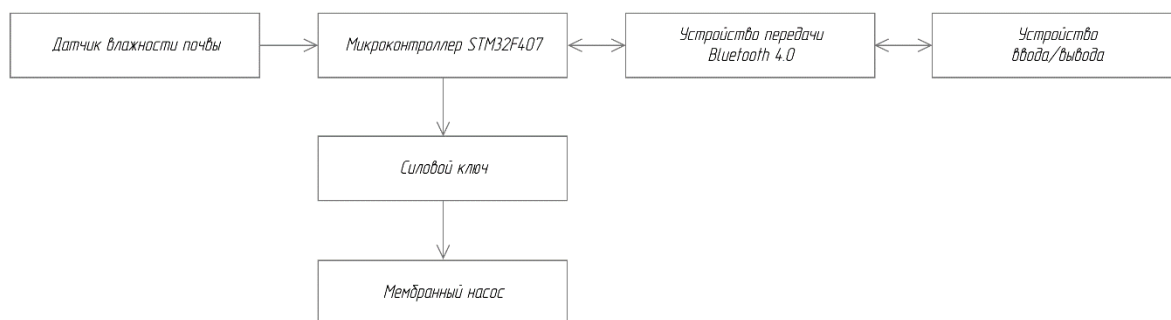 Датчик влажности почвы
Микроконтроллер STM32F407
Устройство передачи
Bluetooth 4.0
Устройство
ввода/вывода
Силовой ключ
Мембранный насос